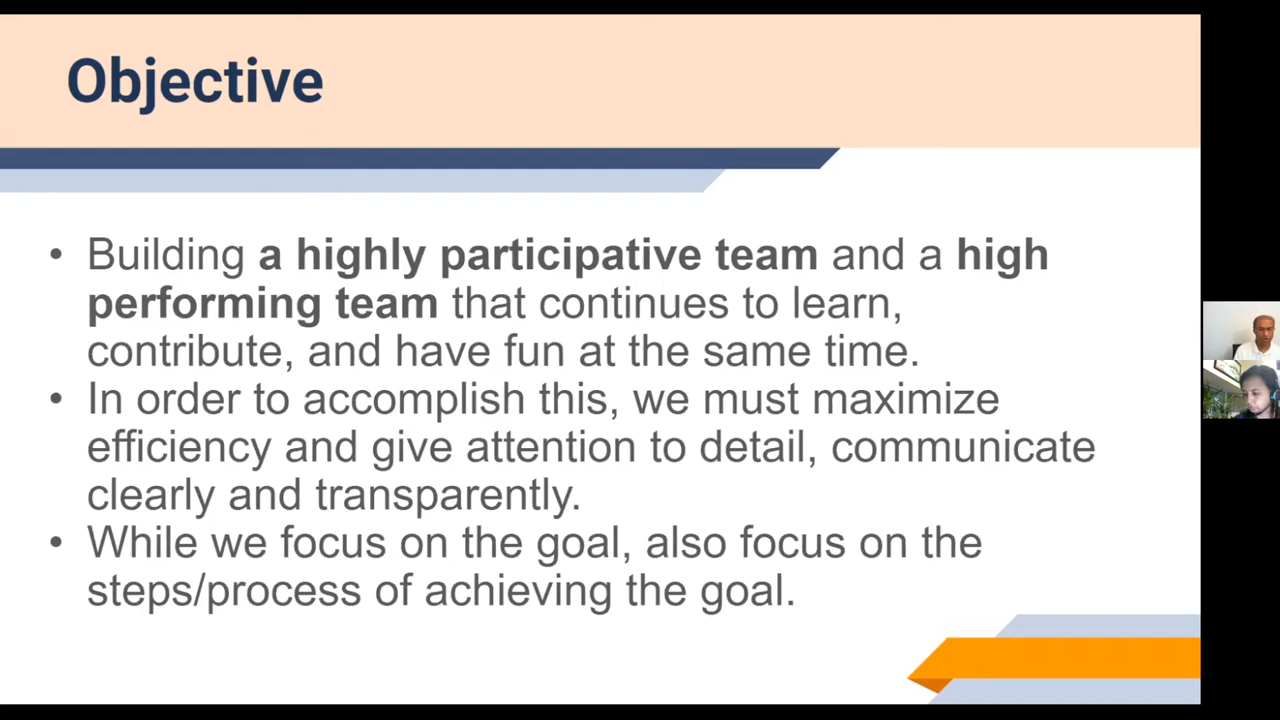 Objective
• Building a highly participative team and a high
performing team that continues to learn,
contribute, and have fun at the same time.
• In order to accomplish this, we must maximize
efficiency and give attention to detail, communicate
clearly and transparently.
• While we focus on the goal, also focus on the
steps/process of achieving the goal.